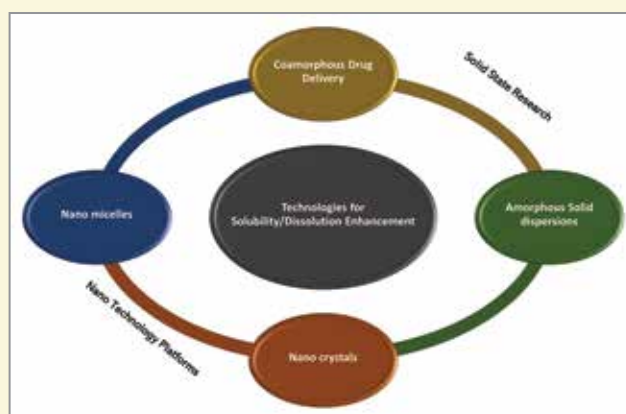 Coamorphous Drug
Delivery
Solid State Research
Nano micelles
Technologies for
Solubility/Dissolution Enhancement
Amorphous Solid
dispersions
Nano Technology Platforms
Nano crystals